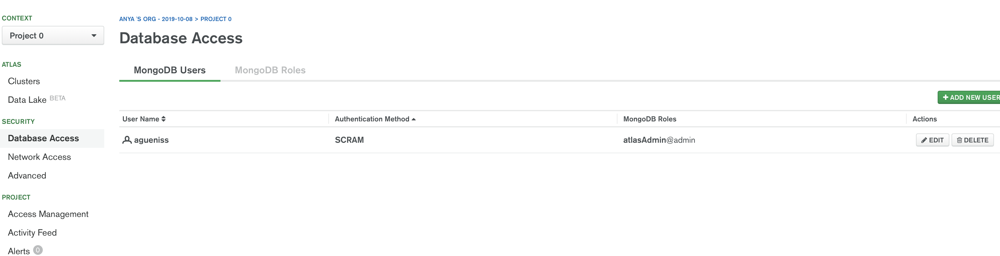 CONTEXT
Project 0
ATLAS
Clusters
Data Lake BETA
SECURITY
Database Access
Network Access
Advanced
PROJECT
Access Management
Activity Feed
Alerts 0
ANYA 'S ORG - 2019-10-08 > PROJECT 0
Database Access
MongoDB Users MongoDB Roles
+ ADD NEW USER
User Name Authentication Method MongoDB Roles Actions
agueniss SCRAM atlasAdmin@admin EDIT DELETE